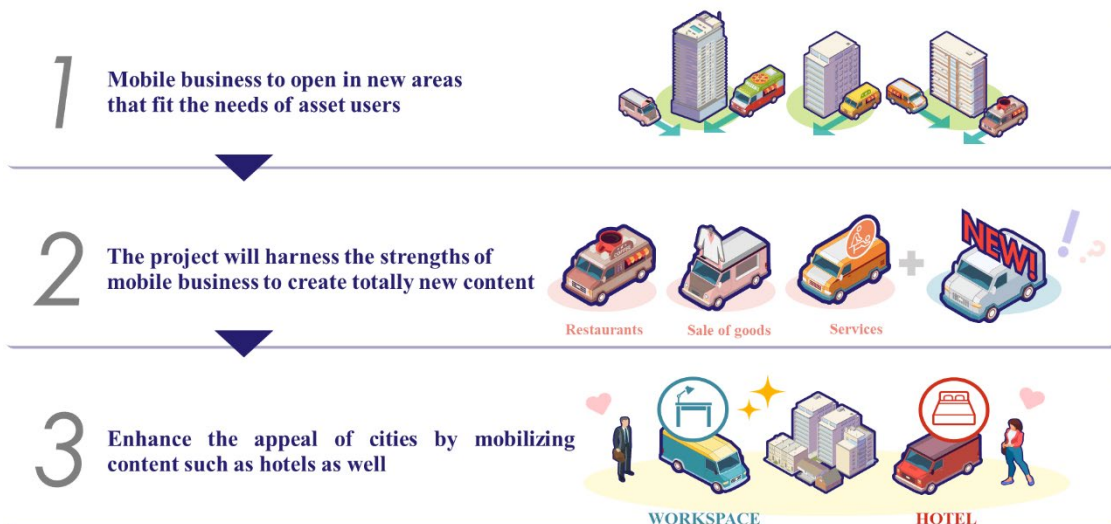 1
Mobile business to open in new areas
that fit the needs of asset users
2
The project will harness the strengths of
mobile business to create totally new content
Restaurants
Sale of goods
Services
+
NEW!
!..?
3
Enhance the appeal of cities by mobilizing
content such as hotels as well
WORKSPACE
HOTEL